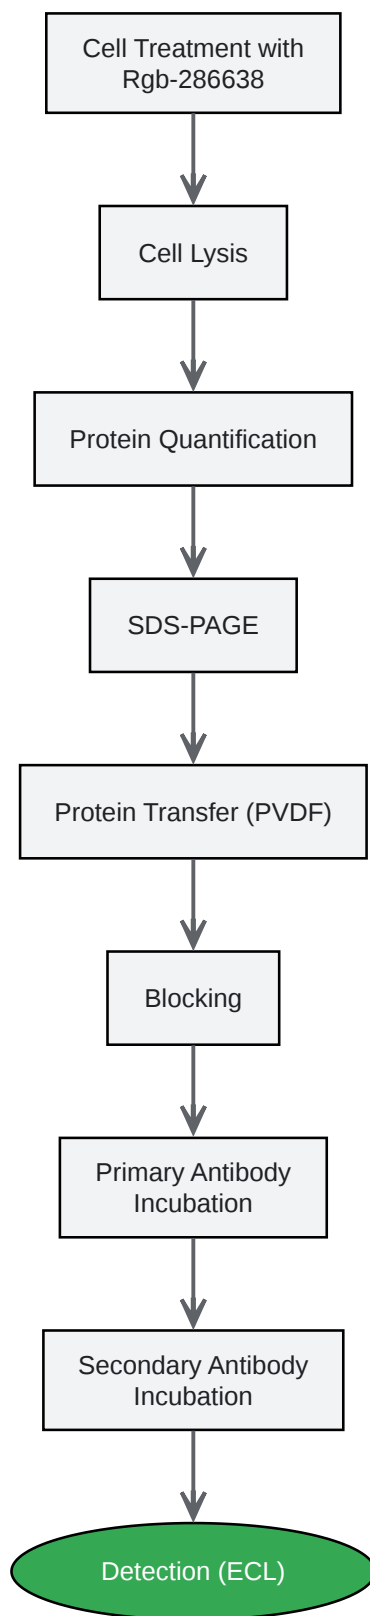 Cell Treatment with
Rgb-286638
Cell Lysis
Protein Quantification
SDS-PAGE
Protein Transfer (PVDF)
Blocking
Primary Antibody
Incubation
Secondary Antibody
Incubation
Detection (ECL)